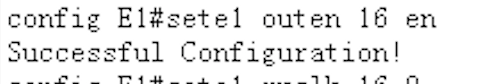 config E1#sete1 outen 16 en
Successful Configuration!